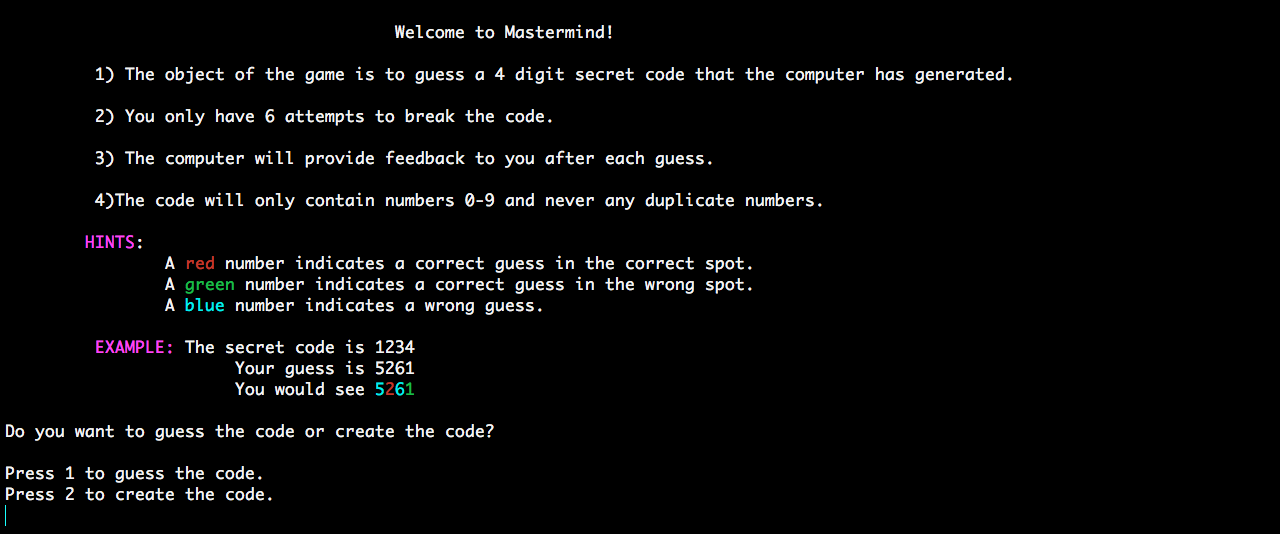 Welcome to Mastermind!
1) The object of the game is to guess a 4 digit secret code that the computer has generated.
2) You only have 6 attempts to break the code.
3) The computer will provide feedback to you after each guess.
4)The code will only contain numbers 0-9 and never any duplicate numbers.
HINTS:
A red number indicates a correct guess in the correct spot.
A green number indicates a correct guess in the wrong spot.
A blue number indicates a wrong guess.
EXAMPLE: The secret code is 1234
Your guess is 5261
You would see 5261
Do you want to guess the code or create the code?
Press 1 to guess the code.
Press 2 to create the code.